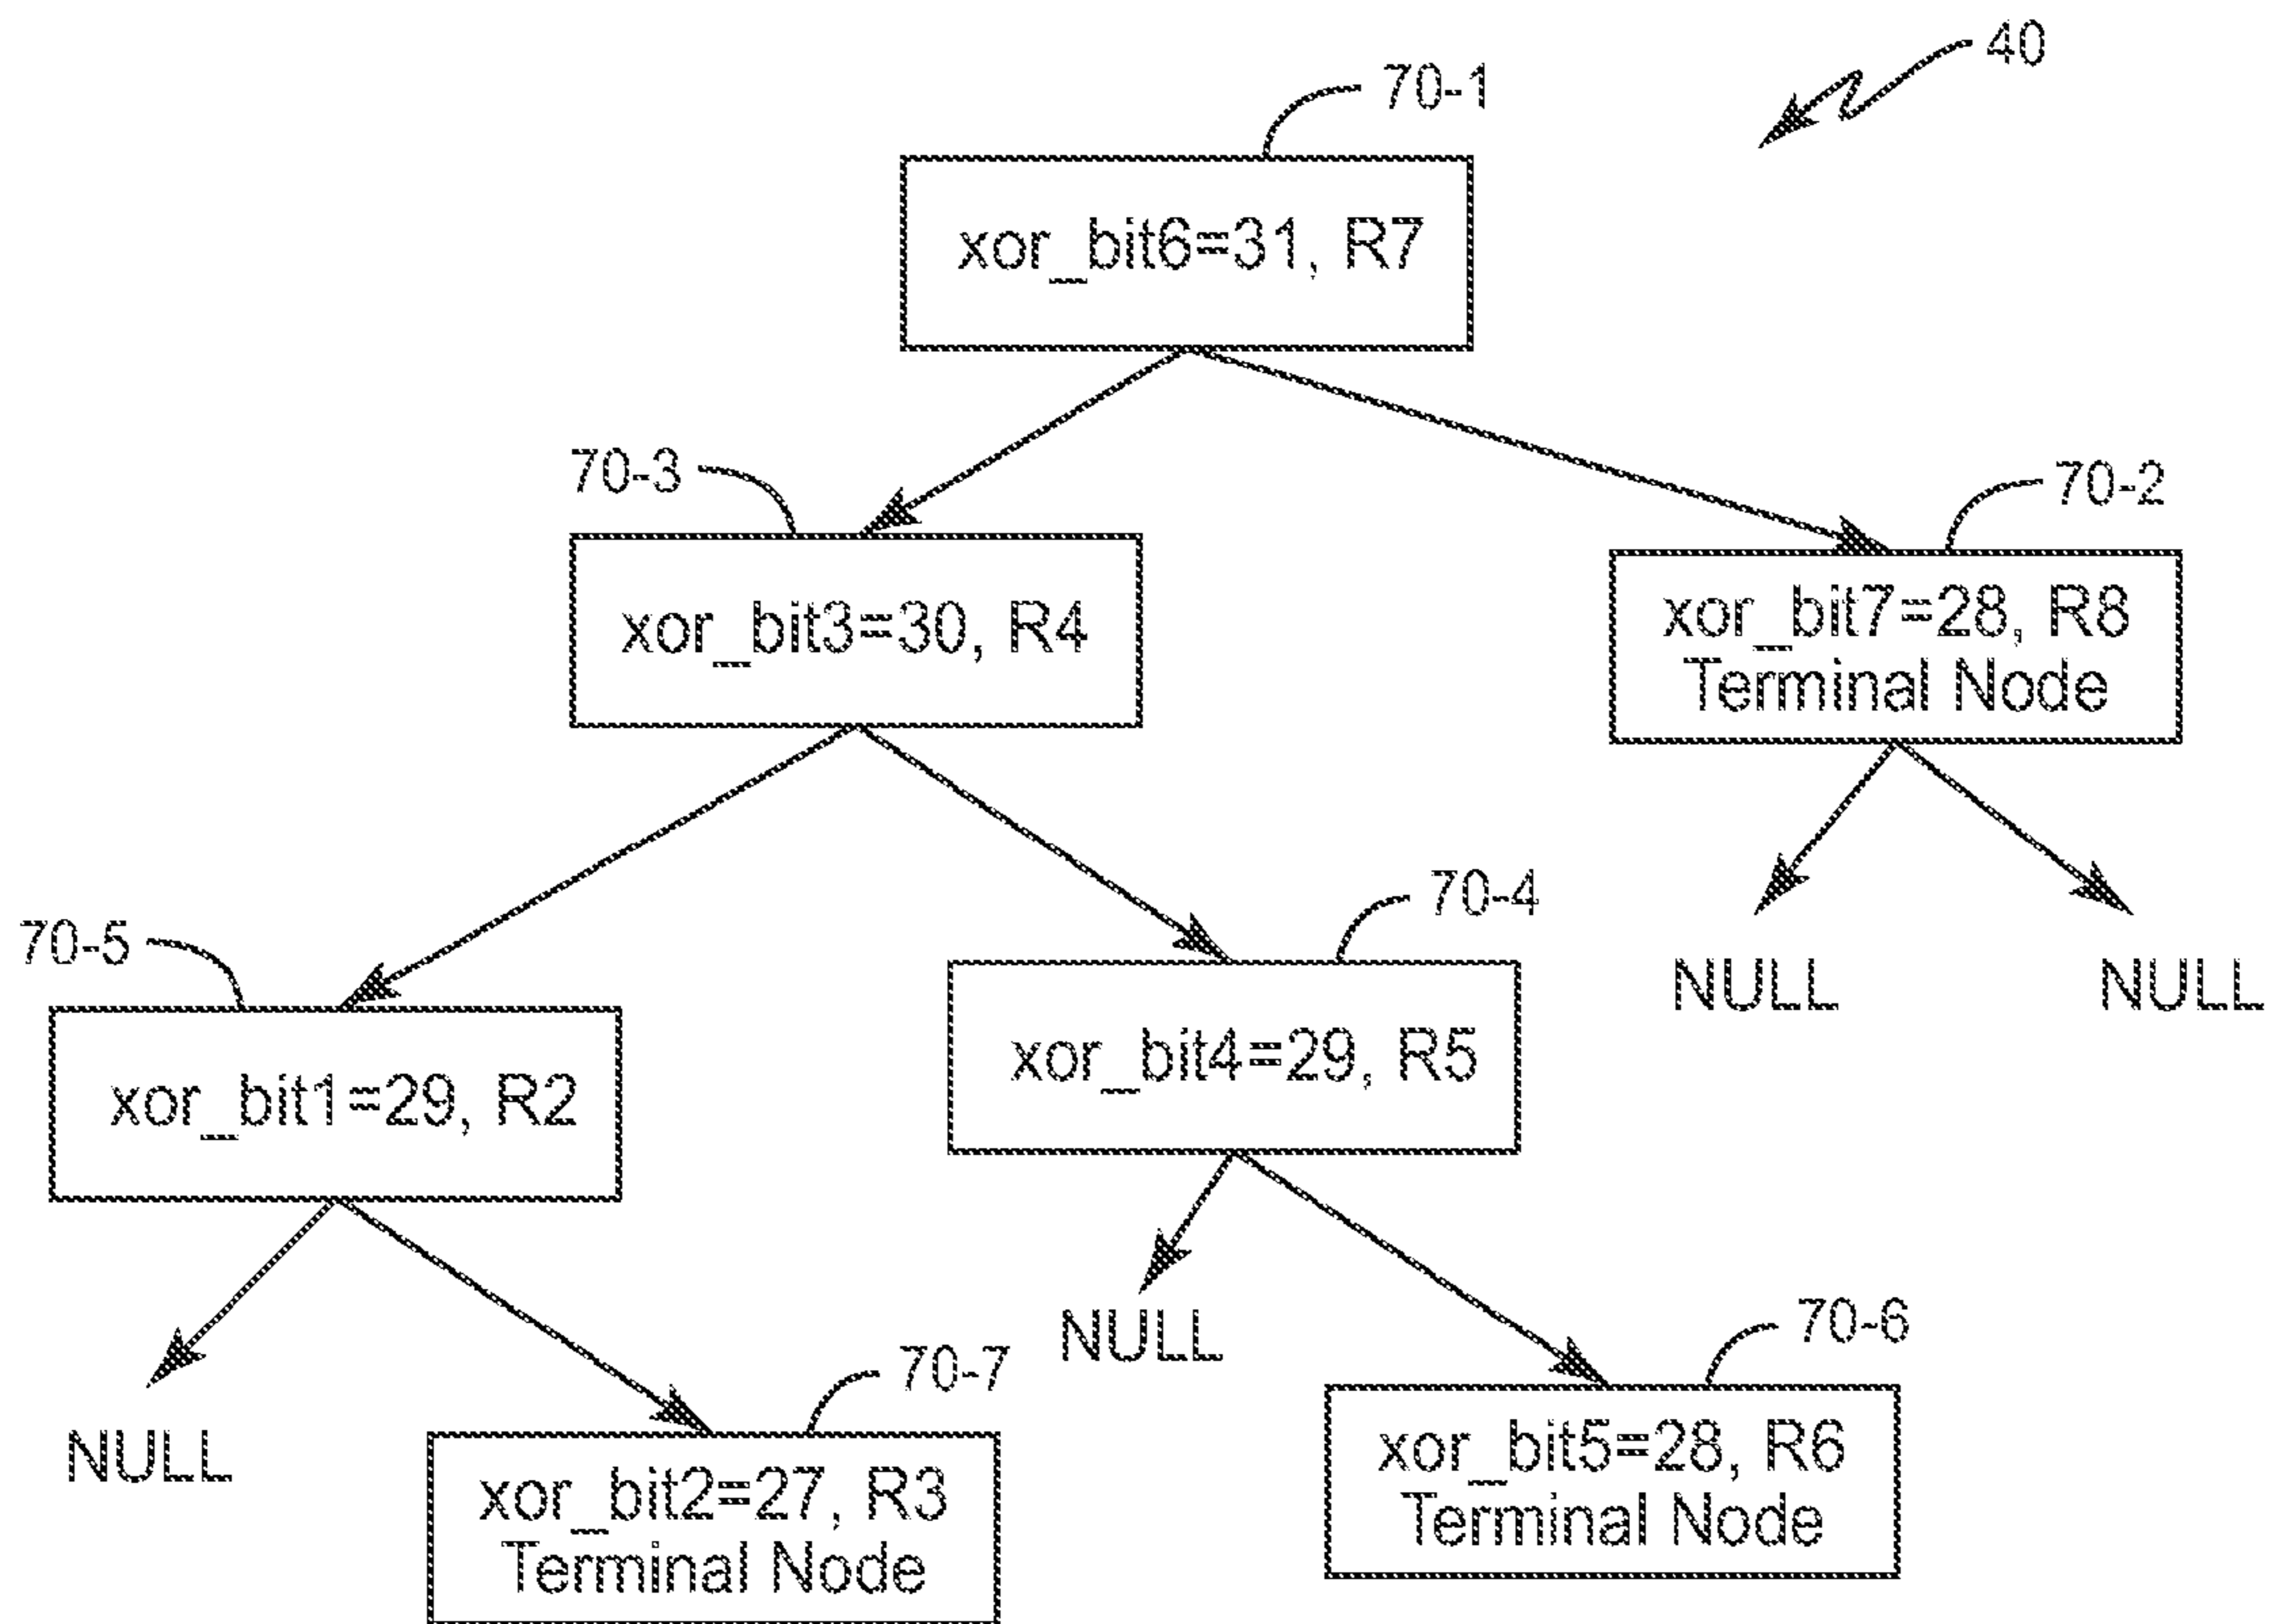 40
70-1
xor_bit6=31, R7
70-3
70-2
xor_bit3=30, R4
xor_bit7=28, R8
Terminal Node
70-5
70-4
NULL
NULL
xor_bit1=29, R2
xor_bit4=29, R5
NULL
70-7
70-6
NULL
xor_bit2=27, R3
Terminal Node
xor_bit5=28, R6
Terminal Node